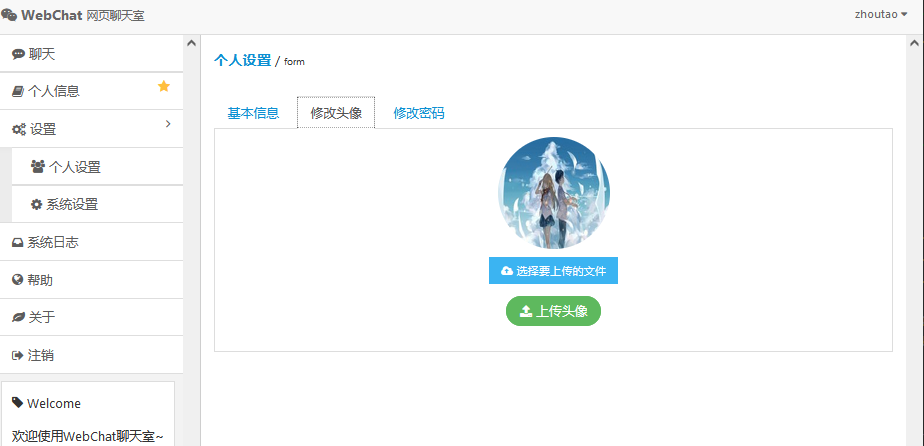 WebChat 网页聊天室
zhoutao
聊天
个人信息
设置
个人设置
系统设置
系统日志
帮助
关于
注销
Welcome
欢迎使用WebChat聊天室~
个人设置 / form
基本信息 修改头像 修改密码
选择要上传的文件
上传头像